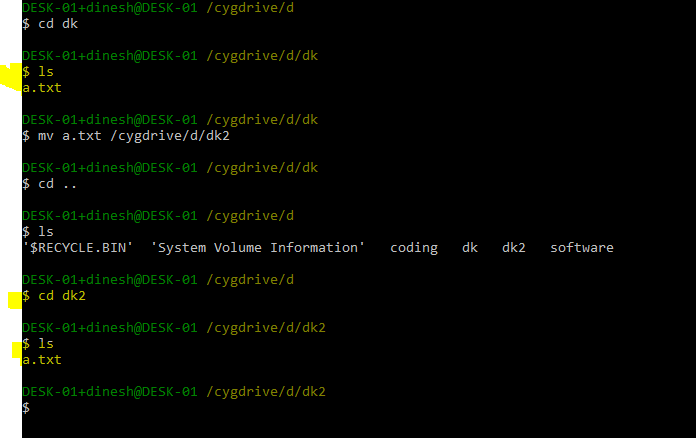 DESK-01+dinesh@DESK-01 /cygdrive/d
$ cd dk
DESK-01+dinesh@DESK-01 /cygdrive/d/dk
$ ls
a.txt
DESK-01+dinesh@DESK-01 /cygdrive/d/dk
$ mv a.txt /cygdrive/d/dk2
DESK-01+dinesh@DESK-01 /cygdrive/d/dk
$ cd ..
DESK-01+dinesh@DESK-01 /cygdrive/d
$ ls
'$RECYCLE.BIN'  'System Volume Information'   coding   dk   dk2   software
DESK-01+dinesh@DESK-01 /cygdrive/d
$ cd dk2
DESK-01+dinesh@DESK-01 /cygdrive/d/dk2
$ ls
a.txt
DESK-01+dinesh@DESK-01 /cygdrive/d/dk2
$